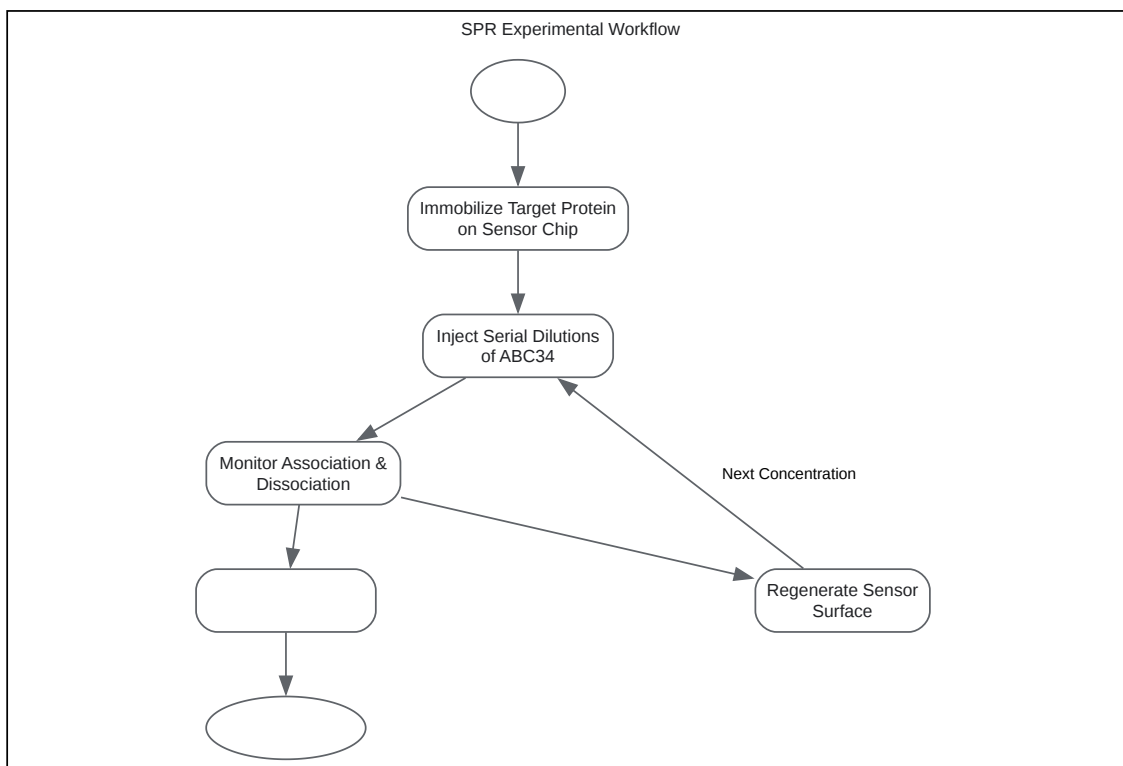 SPR Experimental Workflow
Immobilize Target Protein
on Sensor Chip
Inject Serial Dilutions
of ABC34
Monitor Association &
Dissociation
Next Concentration
Regenerate Sensor
Surface